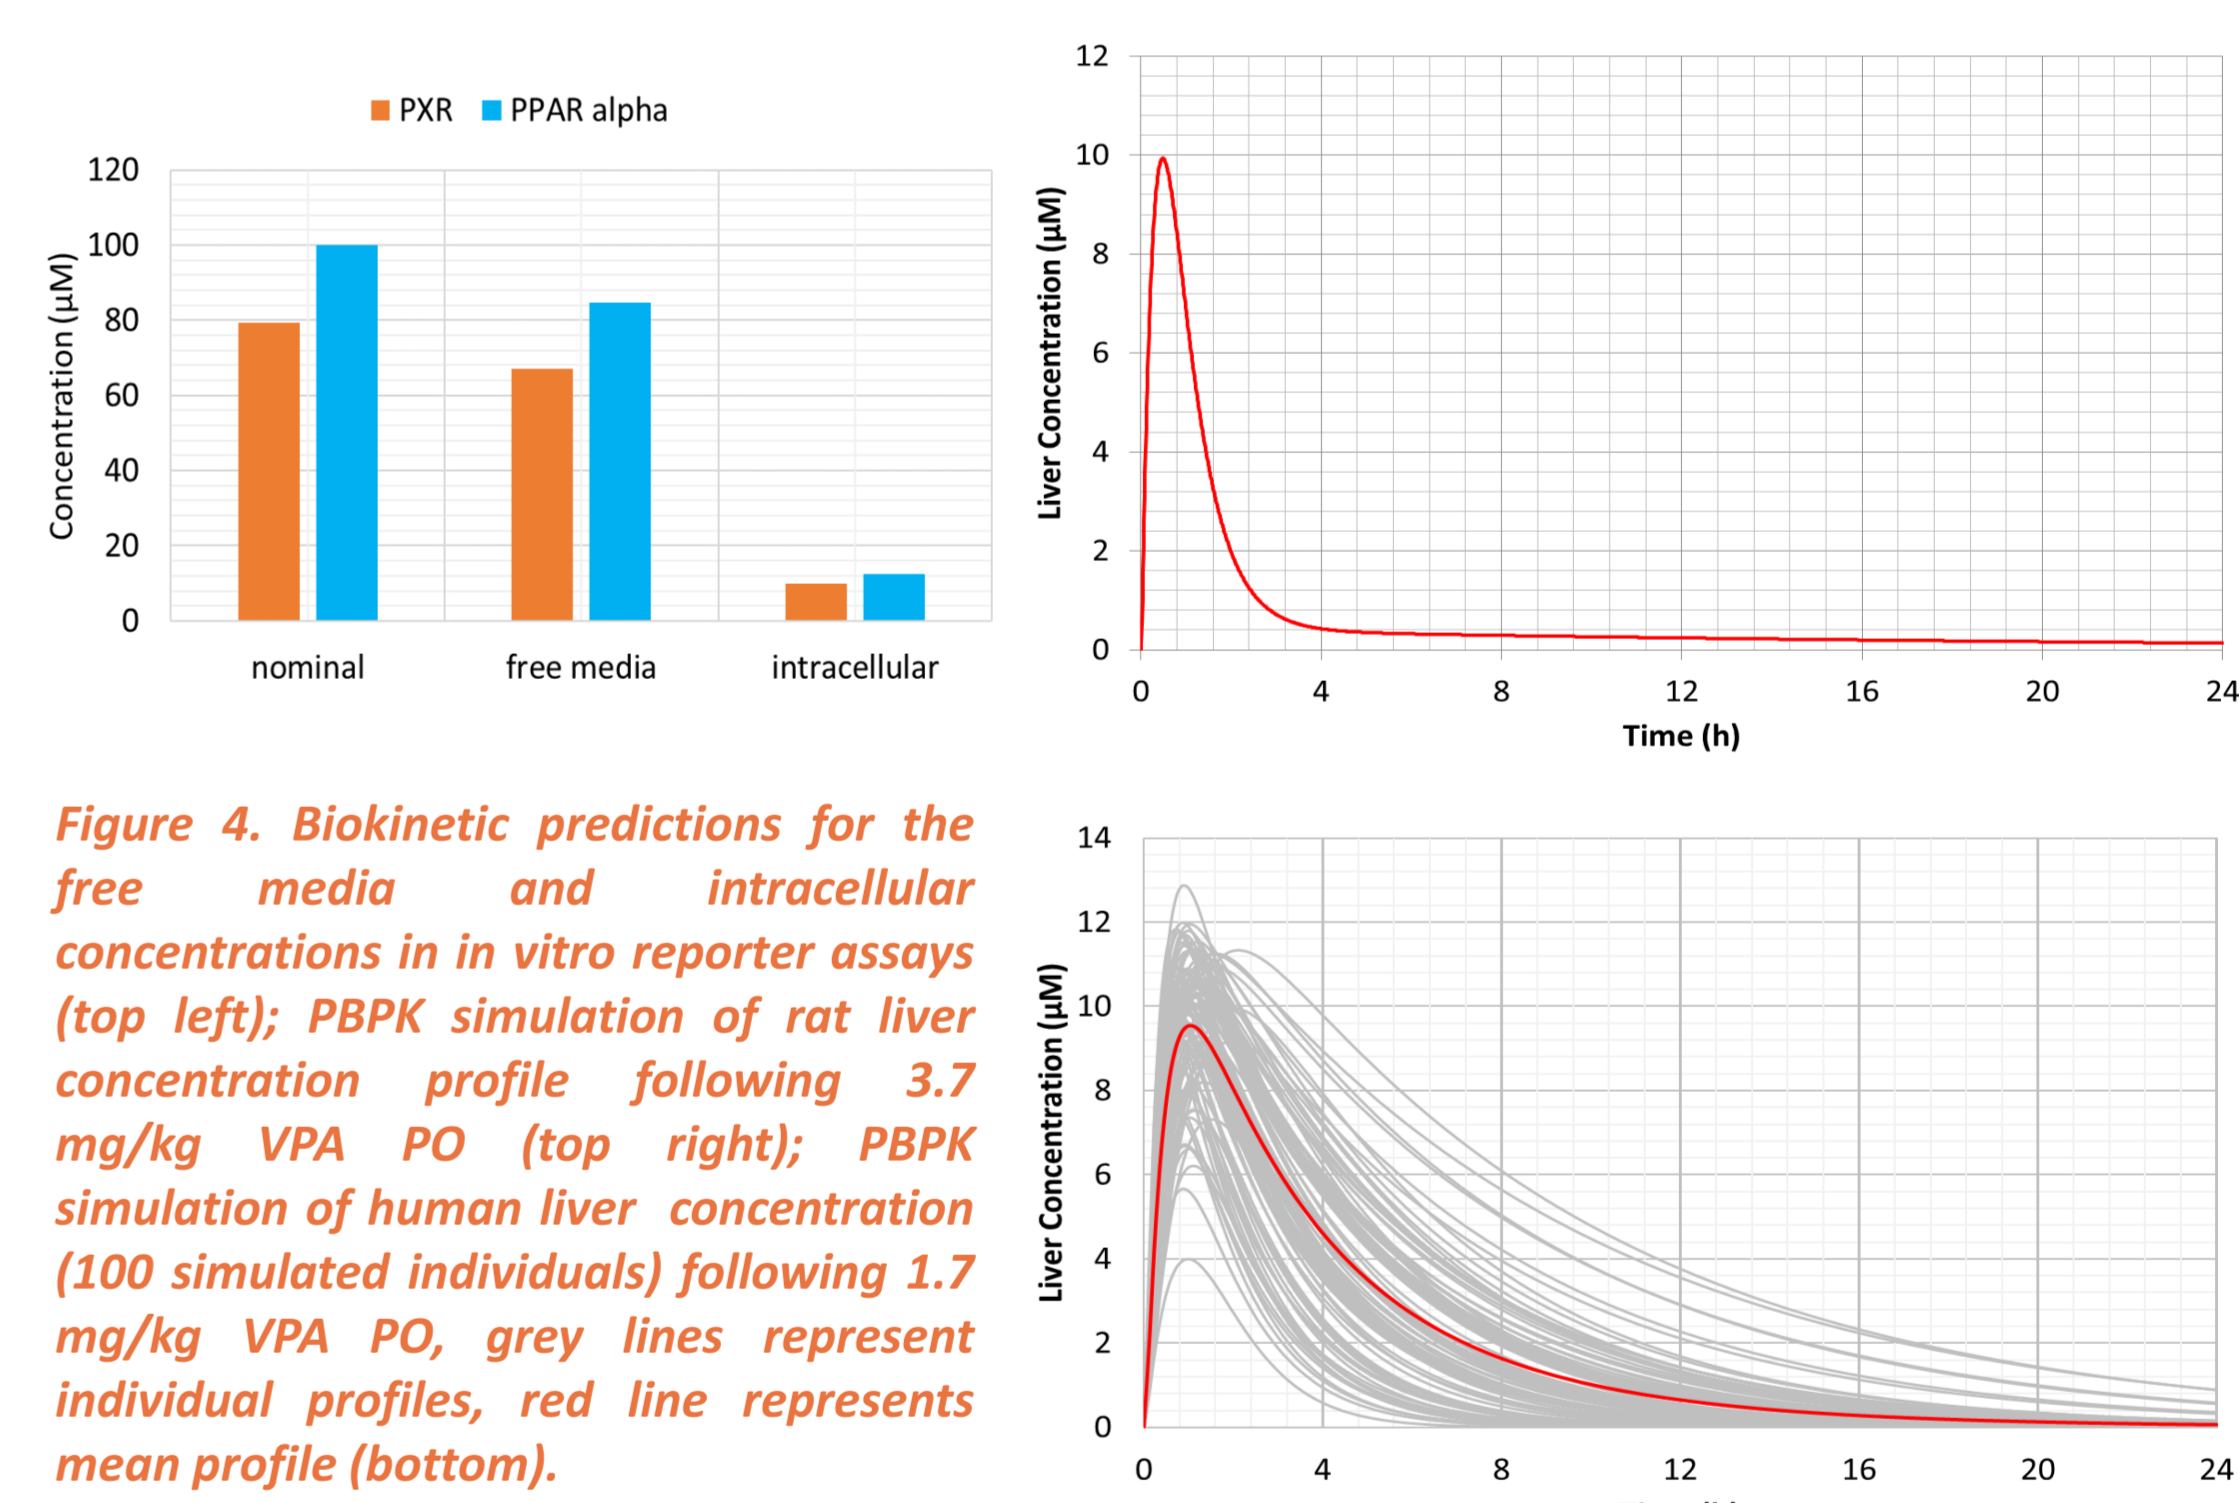 PXR PPAR alpha
120
100
80
60
40
20
0
Concentration (µM)
nominal free media intracellular
12
10
8
6
4
2
0
Liver Concentration (µM)
0 4 8 12 16 20 24
Time (h)
Figure 4. Biokinetic predictions for the
free media and intracellular
concentrations in in vitro reporter assays
(top left); PBPK simulation of rat liver
concentration profile following 3.7
mg/kg VPA PO (top right); PBPK
simulation of human liver concentration
(100 simulated individuals) following 1.7
mg/kg VPA PO, grey lines represent
individual profiles, red line represents
mean profile (bottom).
14
12
10
8
6
4
2
0
Liver Concentration (µM)
0 4 8 12 16 20 24